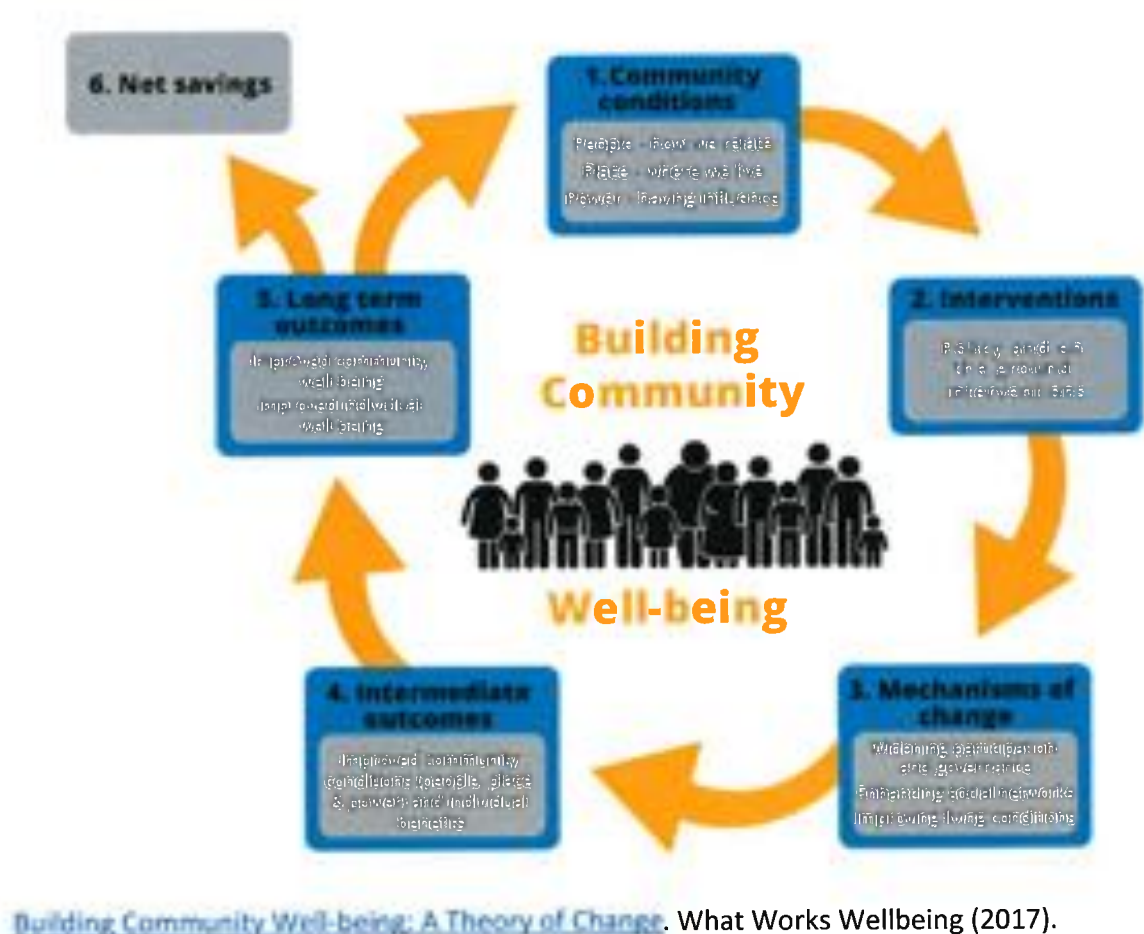 6. Net savings
1. Community
conditions
People - how we relate
Place - where we live
Power - having influence
2. Interventions
Policy,
interventions
3. Mechanisms of
change
Widening participation
and governance
social networks
Improving living conditions
4. Intermediate
outcomes
Improved community
conditions (people, place
& power) and individual
benefits
5. Long term
outcomes
Improved community
well-being
Improved individual
well-being
Building
Community
Well-being
Building Community Well-being: A Theory of Change. What Works Wellbeing (2017).